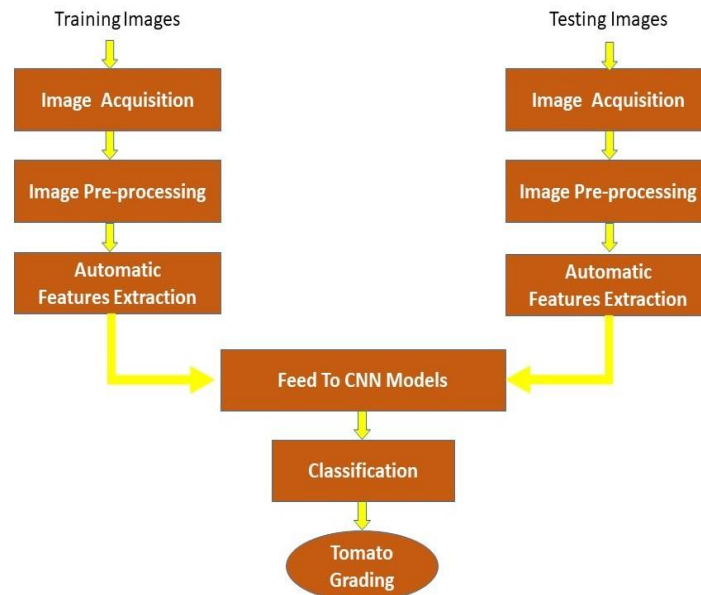 Training Images
Testing Images
Image Acquisition
Image Acquisition
Image Pre-processing
Image Pre-processing
Automatic
Features Extraction
Automatic
Features Extraction
Feed To CNN Models
Classification
Tomato
Grading